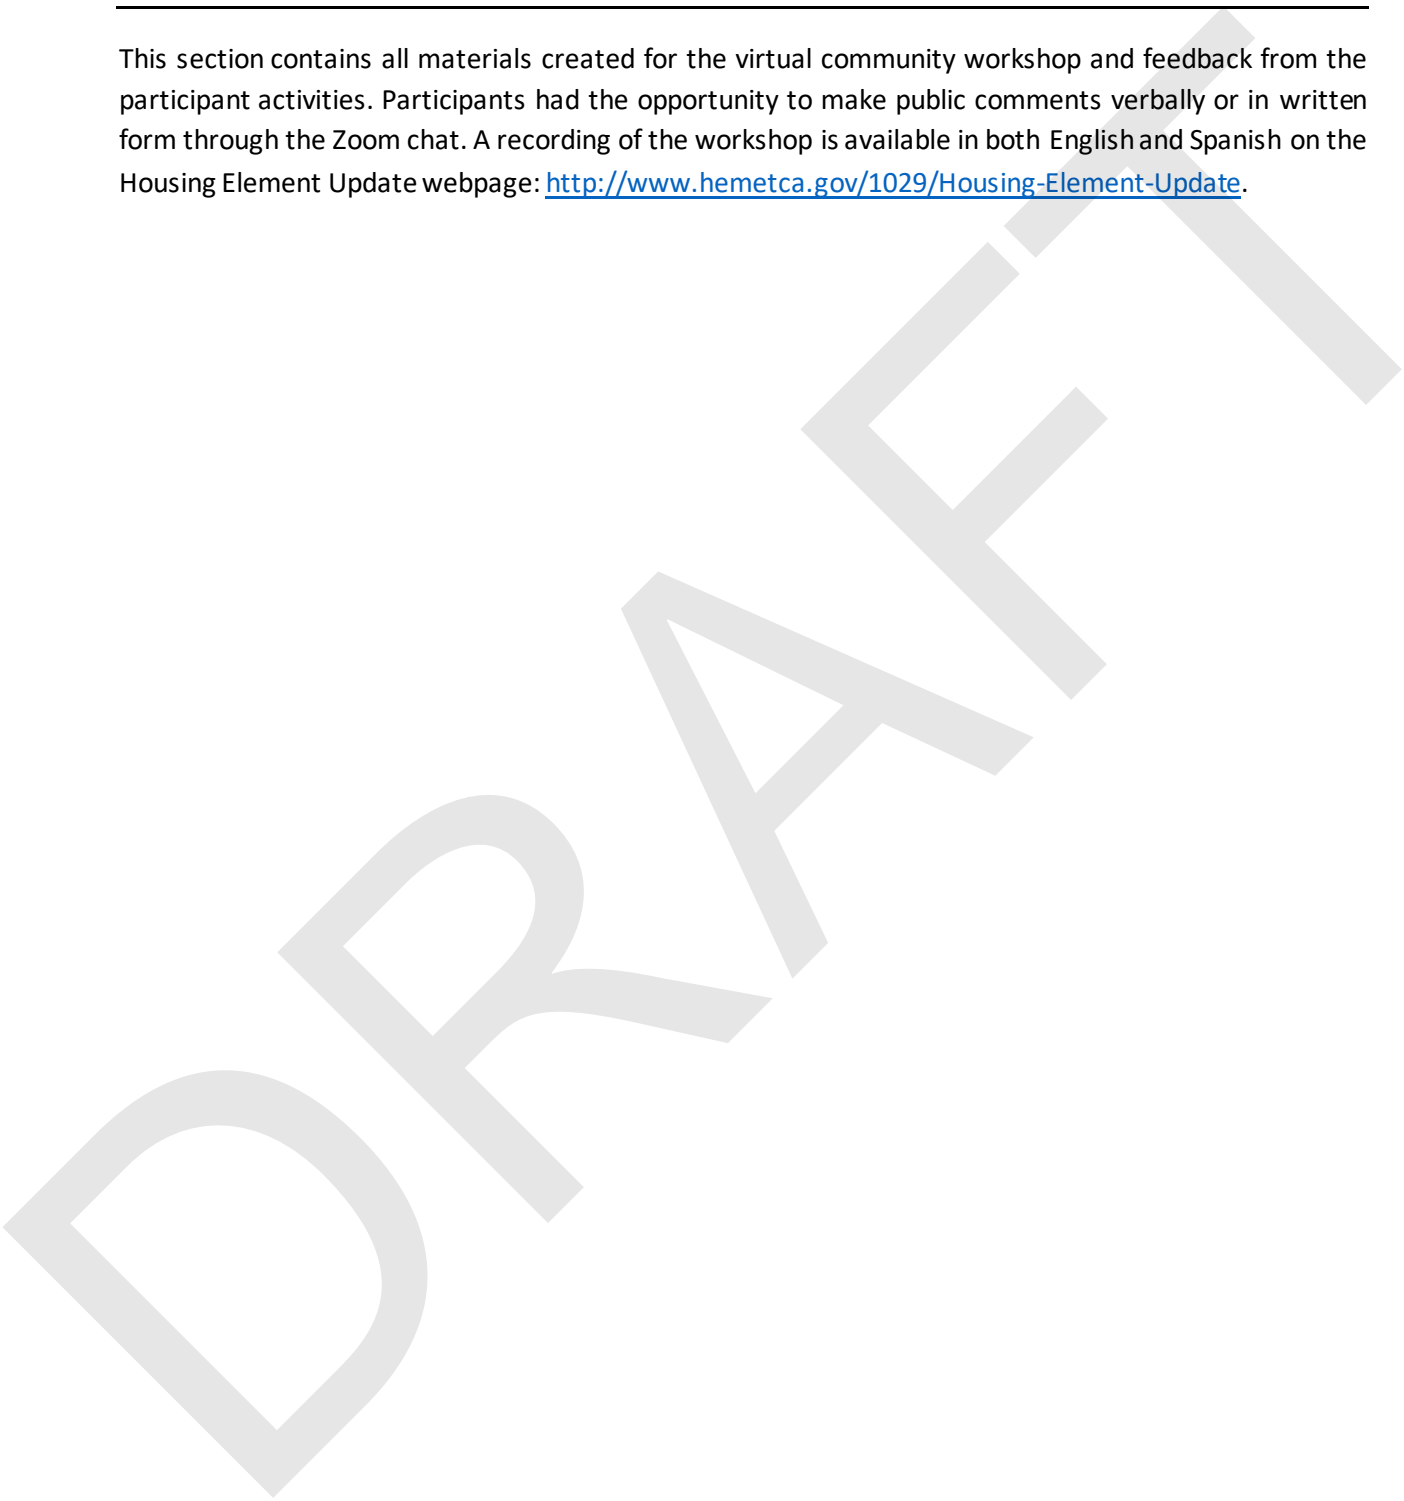 This section contains all materials created for the virtual community workshop and feedback from the
participant activities. Participants had the opportunity to make public comments verbally or in written
form through the Zoom chat. A recording of the workshop is available in both English and Spanish on the
Housing Element Update webpage: http://www.hemetca.gov/1029/Housing-Element-Update.
DRAFT